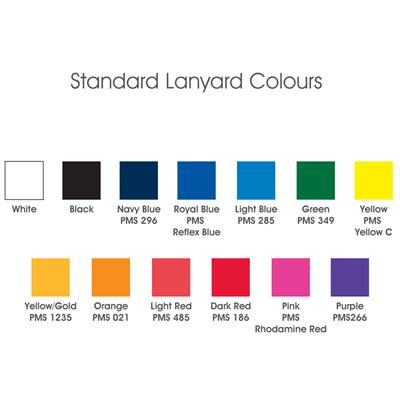 Standard Lanyard Colours
White
Black
Navy Blue
PMS 296
Royal Blue
PMS
Reflex Blue
Light Blue
PMS 285
Green
PMS 349
Yellow
PMS
Yellow C
Yellow/Gold
PMS 1235
Orange
PMS 021
Light Red
PMS 485
Dark Red
PMS 186
Pink
PMS
Rhodamine Red
Purple
PMS266